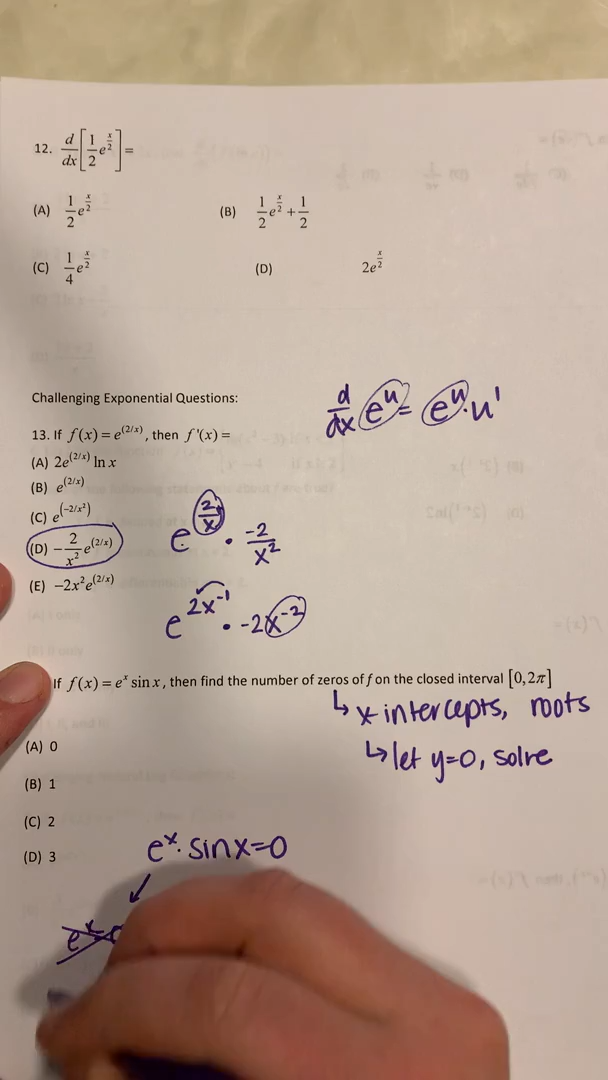 12. d/dx[1/2 e^(x/2)] =
(A) 1/2 e^(x/2) (B) 1/2 e^(x/2) + 1/2
(C) 1/4 e^(x/2) (D) 2e^(x/2)
Challenging Exponential Questions:
d/dx e^u = e^u · u'
13. If f(x) = e^(2/x), then f'(x) =
(A) 2e^(2/x) ln x
(B) e^(2/x)
(C) e^(-2/x²)
(D) -2/x² e^(2/x)
(E) -2x²e^(2/x)
e^(2/x) · -2/x²
e^(2x^-1) · -2x^-2
If f(x) = e^x sin x, then find the number of zeros of f on the closed interval [0,2π]
↳ x intercepts, roots
↳ let y=0, solve
(A) 0
(B) 1
(C) 2
(D) 3
e^x · sinx=0